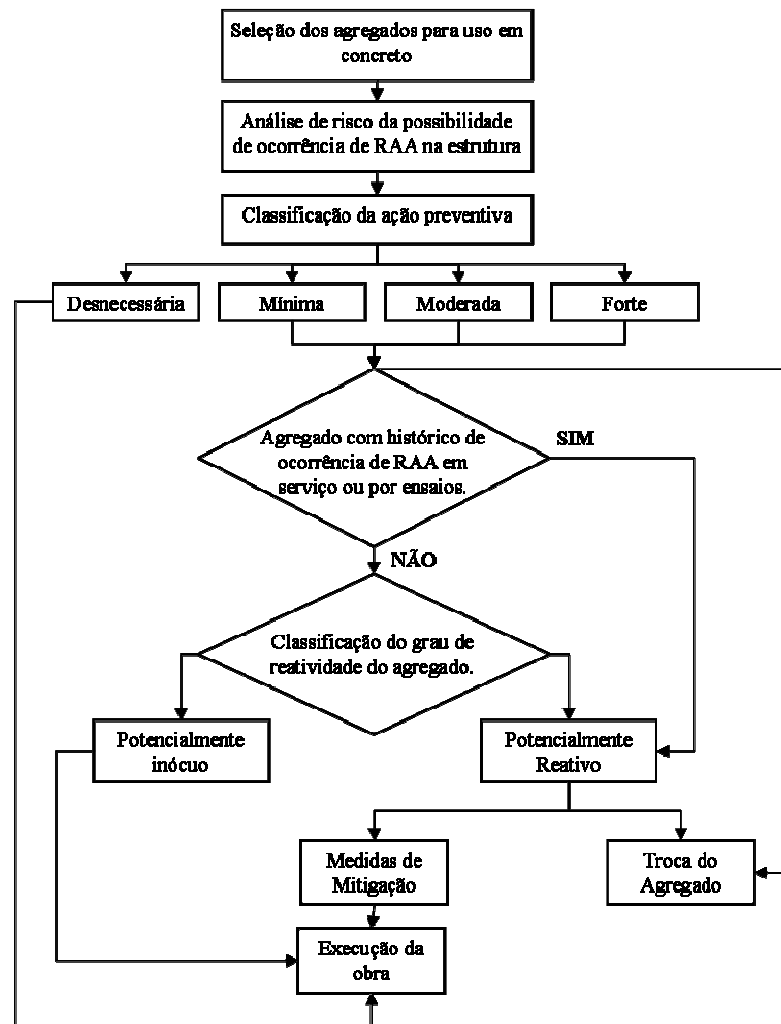 Seleção dos agregados para uso em
concreto
Análise de risco da possibilidade
de ocorrência de RAA na estrutura
Classificação da ação preventiva
Desnecessária
Mínima
Moderada
Forte
Agregado com histórico de
ocorrência de RAA em
serviço ou por ensaios.
SIM
NÃO
Classificação do grau de
reatividade do agregado.
Potencialmente
inócuo
Potencialmente
Reativo
Medidas de
Mitigação
Troca do
Agregado
Execução da
obra